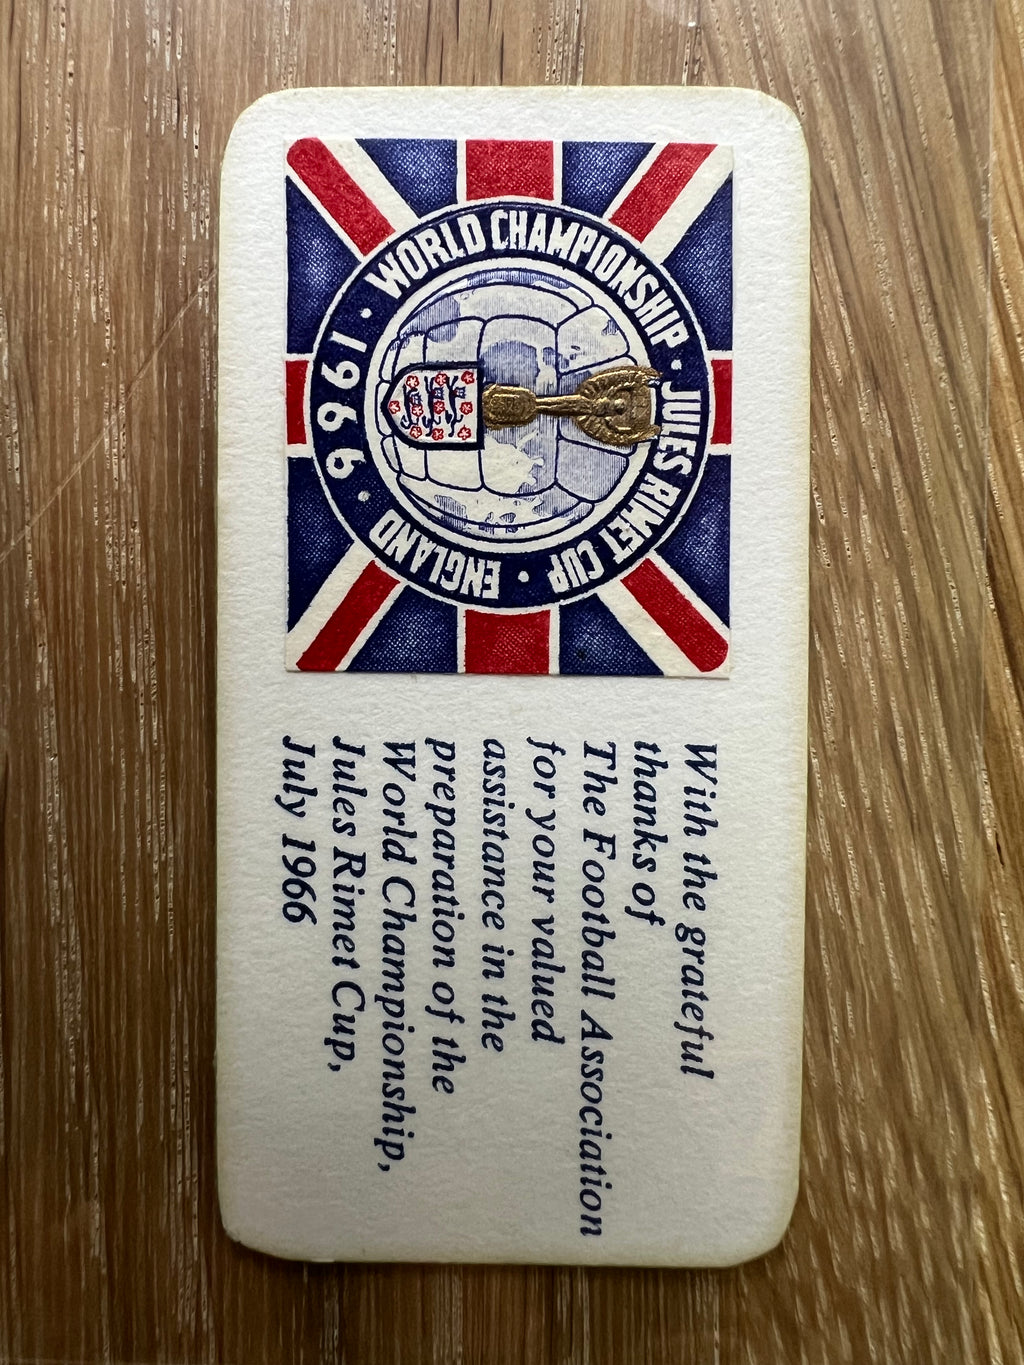 WORLD CHAMPIONSHIP · JULES RIMET CUP · ENGLAND · 1966 ·
With the grateful
thanks of
The Football Association
for your valued
assistance in the
preparation of the
World Championship,
Jules Rimet Cup,
July 1966